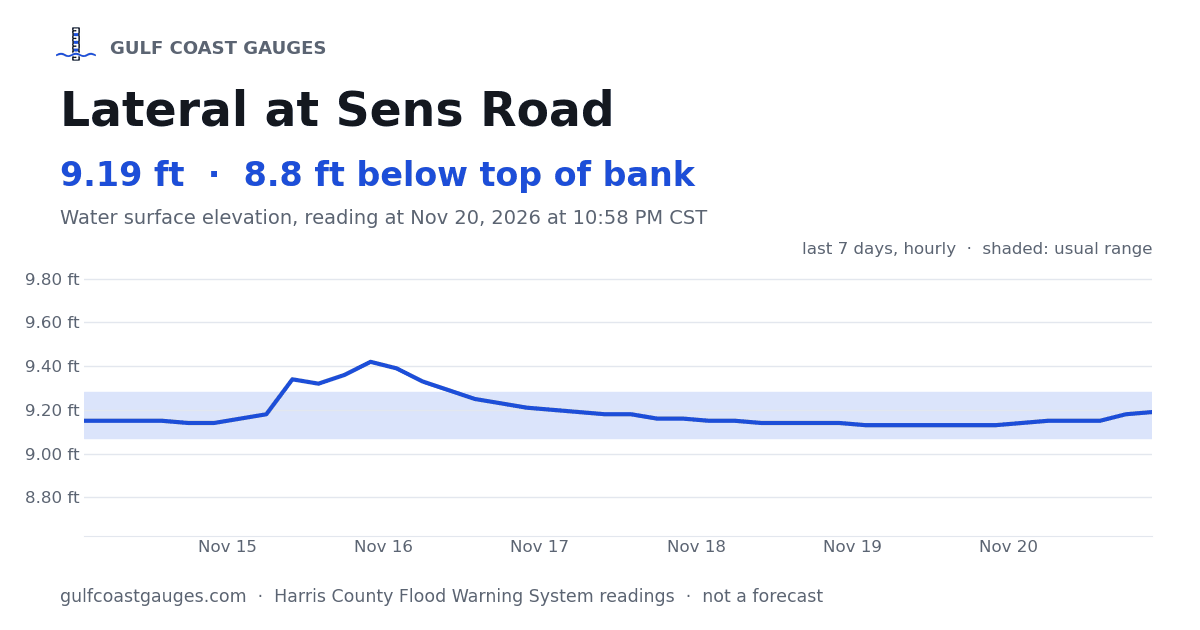 GULF COAST GAUGES
Lateral at Sens Road
9.19 ft · 8.8 ft below top of bank
Water surface elevation, reading at Nov 20, 2026 at 10:58 PM CST
last 7 days, hourly · shaded: usual range
9.80 ft
9.60 ft
9.40 ft
9.20 ft
9.00 ft
8.80 ft
Nov 15 Nov 16 Nov 17 Nov 18 Nov 19 Nov 20
gulfcoastgauges.com · Harris County Flood Warning System readings · not a forecast